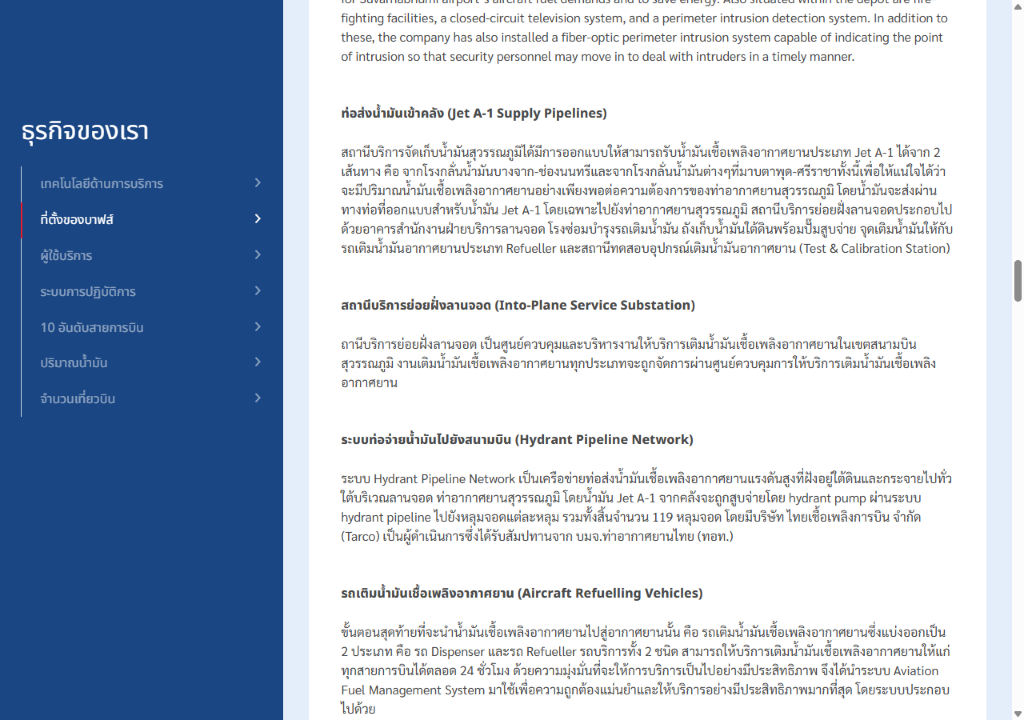 ธุรกิจของเรา
เทคโนโลยีด้านการบริการ
ที่ตั้งของบาฟส์
ผู้ใช้บริการ
ระบบการปฏิบัติการ
10 อันดับสายการบิน
ปริมาณน้ำมัน
จำนวนเที่ยวบิน
fighting facilities, a closed-circuit television system, and a perimeter intrusion detection system. In addition to
these, the company has also installed a fiber-optic perimeter intrusion system capable of indicating the point
of intrusion so that security personnel may move in to deal with intruders in a timely manner.
ท่อส่งน้ำมันเข้าคลัง (Jet A-1 Supply Pipelines)
สถานีบริการจัดเก็บน้ำมันสุวรรณภูมิได้มีการออกแบบให้สามารถรับน้ำมันเชื้อเพลิงอากาศยานประเภท Jet A-1 ได้จาก 2
เส้นทาง คือ จากโรงกลั่นน้ำมันบางจาก-ช่องนนทรีและจากโรงกลั่นน้ำมันต่างๆที่มาบตาพุด-ศรีราชาทั้งนี้เพื่อให้แน่ใจได้ว่า
จะมีปริมาณน้ำมันเชื้อเพลิงอากาศยานอย่างเพียงพอต่อความต้องการของท่าอากาศยานสุวรรณภูมิ โดยน้ำมันจะส่งผ่าน
ทางท่อที่ออกแบบสำหรับน้ำมัน Jet A-1 โดยเฉพาะไปยังท่าอากาศยานสุวรรณภูมิ สถานีบริการย่อยฝั่งลานจอดประกอบไป
ด้วยอาคารสำนักงานฝ่ายบริการลานจอด โรงซ่อมบำรุงรถเติมน้ำมัน ถังเก็บน้ำมันใต้ดินพร้อมปั๊มสูบจ่าย จุดเติมน้ำมันให้กับ
รถเติมน้ำมันอากาศยานประเภท Refueller และสถานีทดสอบอุปกรณ์เติมน้ำมันอากาศยาน (Test & Calibration Station)
สถานีบริการย่อยฝั่งลานจอด (Into-Plane Service Substation)
ถานีบริการย่อยฝั่งลานจอด เป็นศูนย์ควบคุมและบริหารงานให้บริการเติมน้ำมันเชื้อเพลิงอากาศยานในเขตสนามบิน
สุวรรณภูมิ งานเติมน้ำมันเชื้อเพลิงอากาศยานทุกประเภทจะถูกจัดการผ่านศูนย์ควบคุมการให้บริการเติมน้ำมันเชื้อเพลิง
อากาศยาน
ระบบท่อจ่ายน้ำมันไปยังสนามบิน (Hydrant Pipeline Network)
ระบบ Hydrant Pipeline Network เป็นเครือข่ายท่อส่งน้ำมันเชื้อเพลิงอากาศยานแรงดันสูงที่ฝังอยู่ใต้ดินและกระจายไปทั่ว
ใต้บริเวณลานจอด ท่าอากาศยานสุวรรณภูมิ โดยน้ำมัน Jet A-1 จากคลังจะถูกสูบจ่ายโดย hydrant pump ผ่านระบบ
hydrant pipeline ไปยังหลุมจอดแต่ละหลุม รวมทั้งสิ้นจำนวน 119 หลุมจอด โดยมีบริษัท ไทยเชื้อเพลิงการบิน จำกัด
(Tarco) เป็นผู้ดำเนินการซึ่งได้รับสัมปทานจาก บมจ.ท่าอากาศยานไทย (ทอท.)
รถเติมน้ำมันเชื้อเพลิงอากาศยาน (Aircraft Refuelling Vehicles)
ขั้นตอนสุดท้ายที่จะนำน้ำมันเชื้อเพลิงอากาศยานไปสู่อากาศยานนั้น คือ รถเติมน้ำมันเชื้อเพลิงอากาศยานซึ่งแบ่งออกเป็น
2 ประเภท คือ รถ Dispenser และรถ Refueller รถบริการทั้ง 2 ชนิด สามารถให้บริการเติมน้ำมันเชื้อเพลิงอากาศยานให้แก่
ทุกสายการบินได้ตลอด 24 ชั่วโมง ด้วยความมุ่งมั่นที่จะให้การบริการเป็นไปอย่างมีประสิทธิภาพ จึงได้นำระบบ Aviation
Fuel Management System มาใช้เพื่อความถูกต้องแม่นยำและให้บริการอย่างมีประสิทธิภาพมากที่สุด โดยระบบประกอบ
ไปด้วย